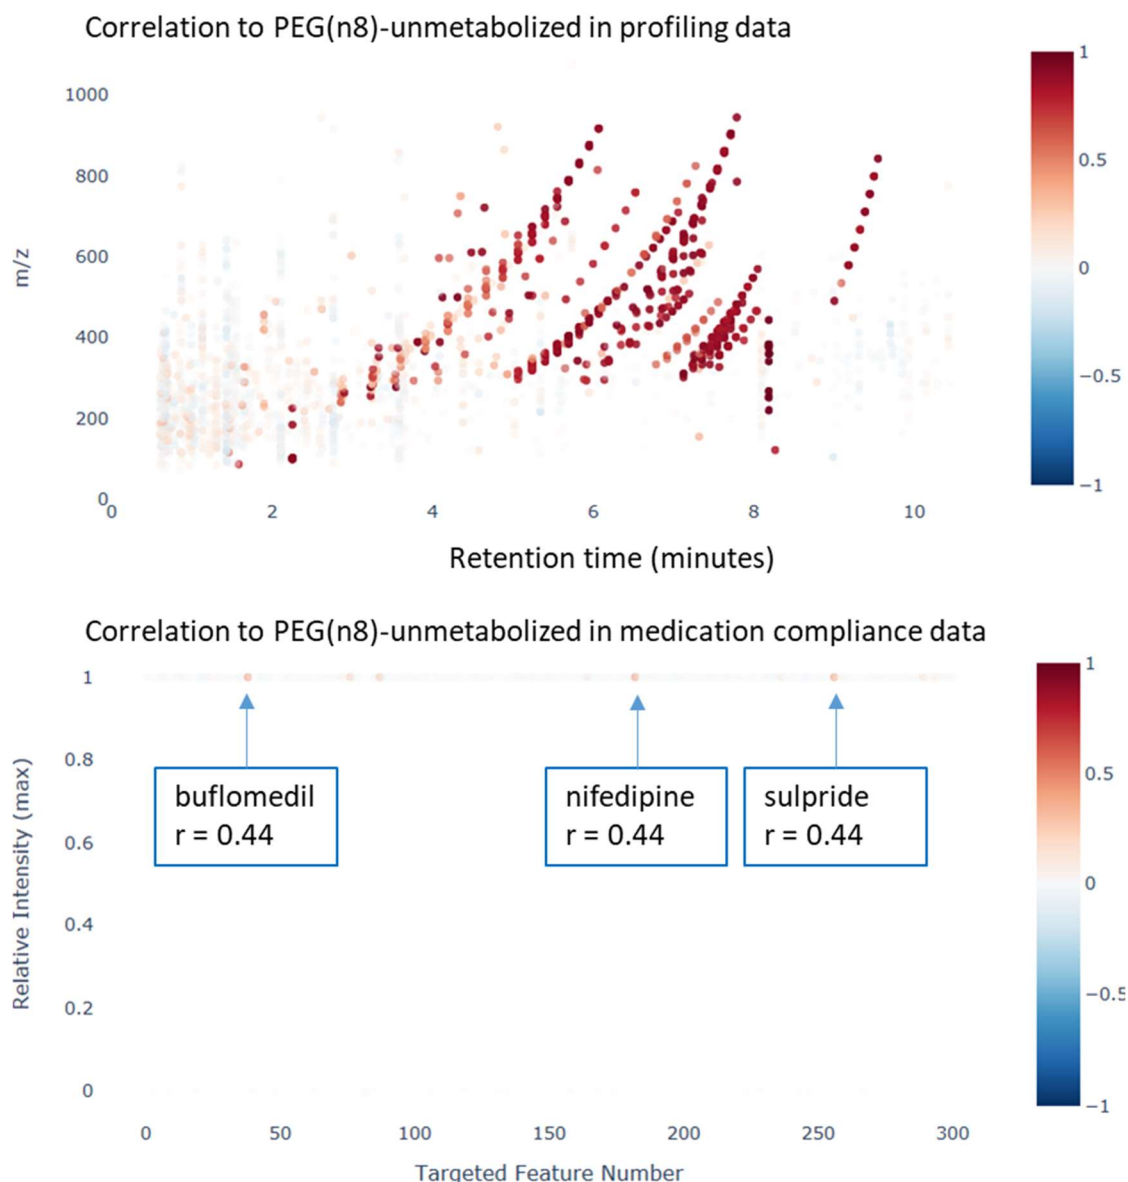 Correlation to PEG(n8)-unmetabolized in profiling data
1000
800
600
400
200
0
m/z
0 2 4 6 8 10
Retention time (minutes)
1
0.5
0
−0.5
−1
Correlation to PEG(n8)-unmetabolized in medication compliance data
1
0.8
0.6
0.4
0.2
0
Relative Intensity (max)
buflomedil
r = 0.44
nifedipine
r = 0.44
sulpride
r = 0.44
0 50 100 150 200 250 300
Targeted Feature Number
1
0.5
0
−0.5
−1